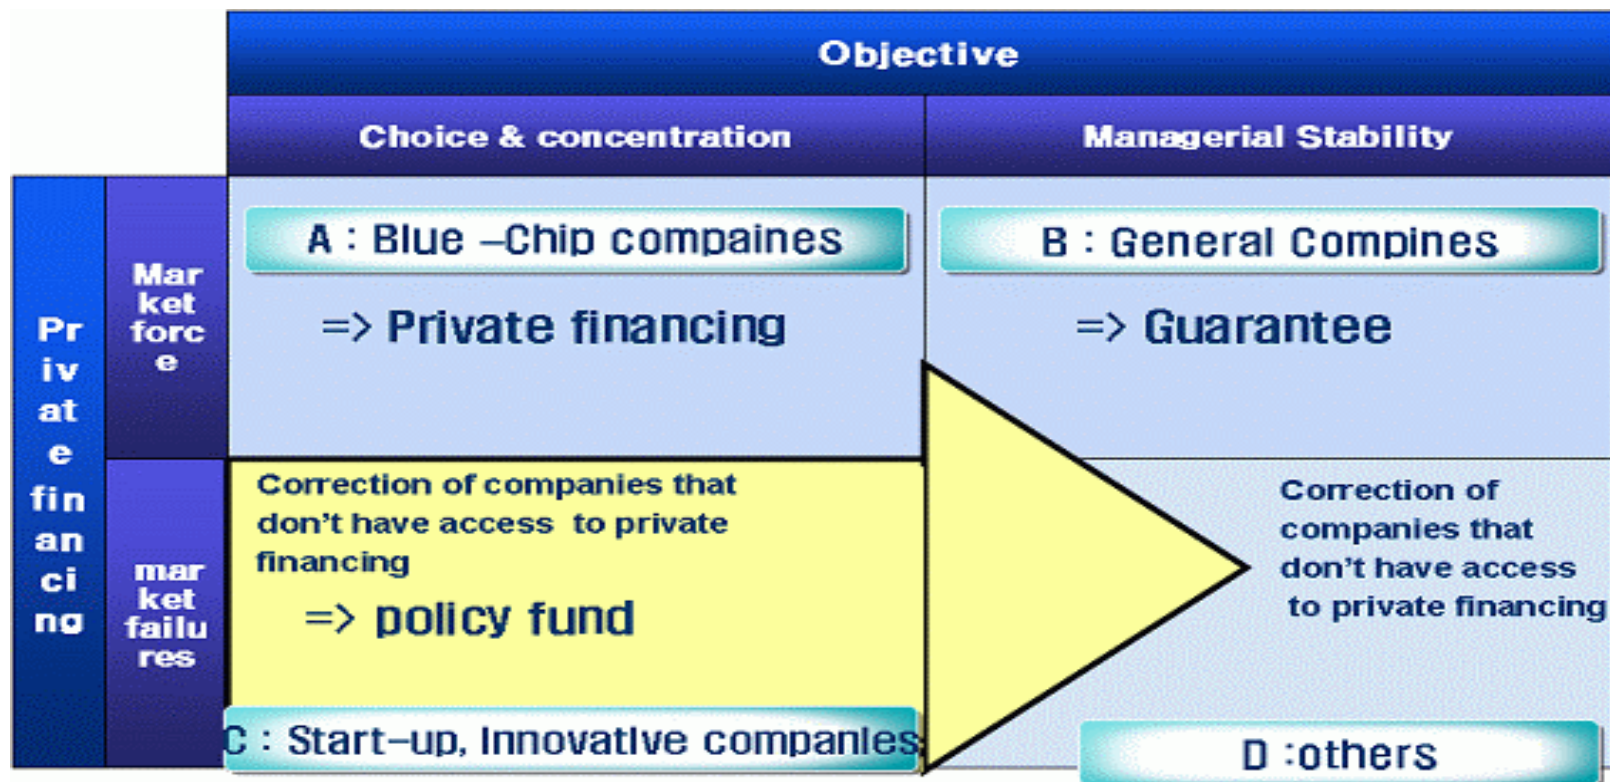 Objective
Choice & concentration
Managerial Stability
Pr
iv
at
e
fin
an
ci
ng
Mar
ket
forc
e
A : Blue –Chip compaines
=> Private financing
B : General Compines
=> Guarantee
mar
ket
failu
res
Correction of companies that
don't have access to private
financing
=> policy fund
C : Start-up, Innovative companies
Correction of
companies that
don't have access
to private financing
D :others